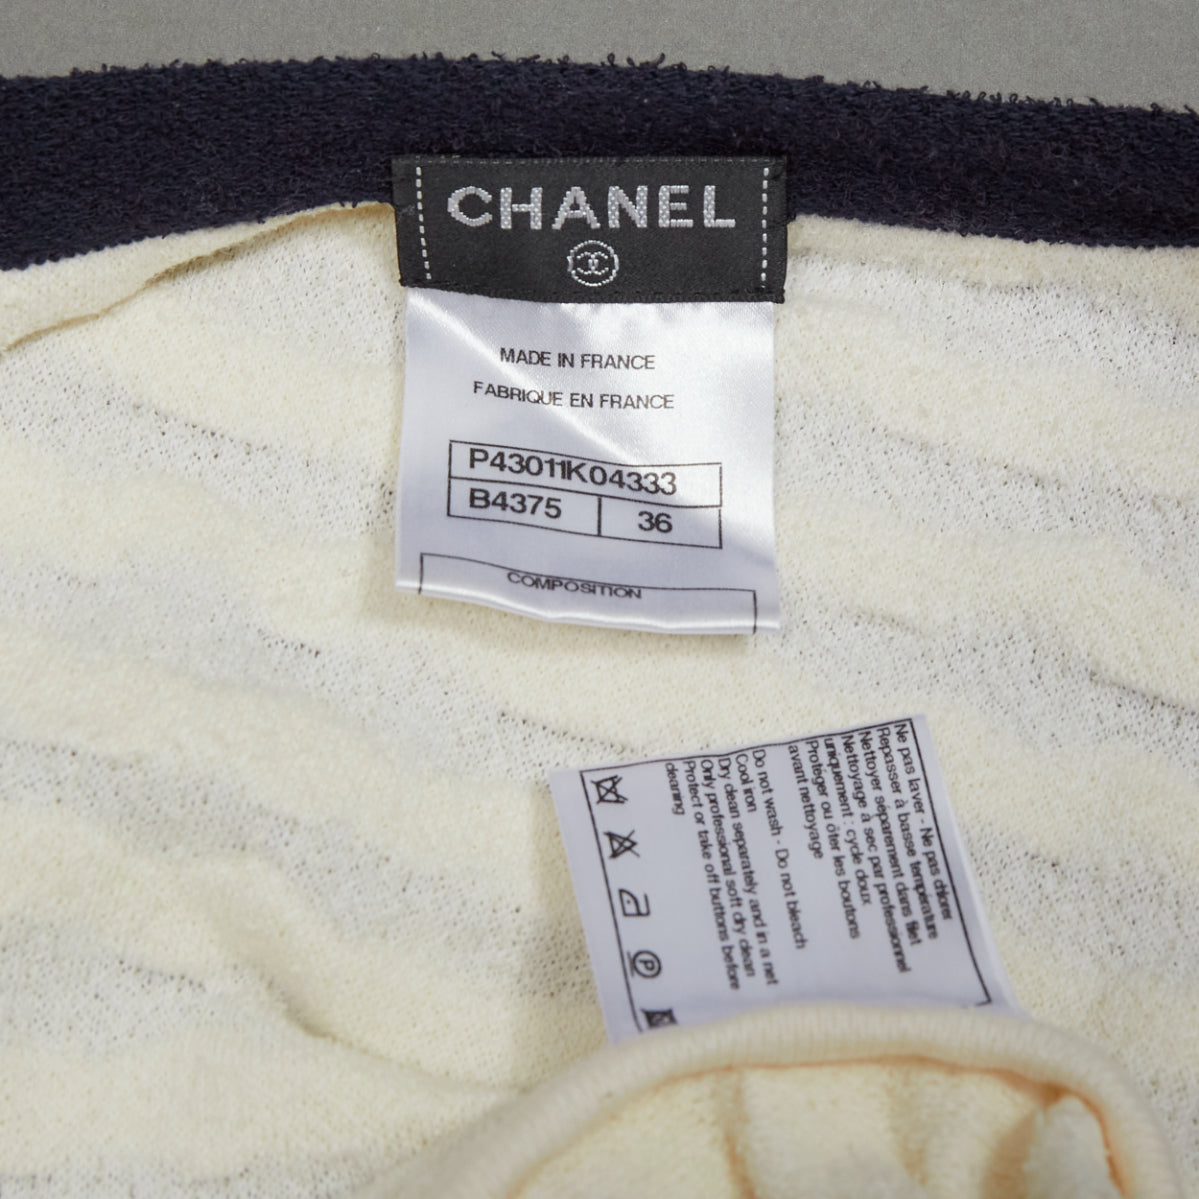 CHANEL
MADE IN FRANCE
FABRIQUE EN FRANCE
P43011K04333
B4375 36
COMPOSITION
Ne pas laver - Ne pas chlorer
Repasser à basse température
Nettoyer séparement dans filet
Nettoyage à sec par professionnel
uniquement : cycle doux
Protéger ou ôter les boutons
avant nettoyage
Do not wash - Do not bleach
Cool iron
Dry clean separately and in a net
Only professional soft dry clean
Protect or take off buttons before
cleaning
P